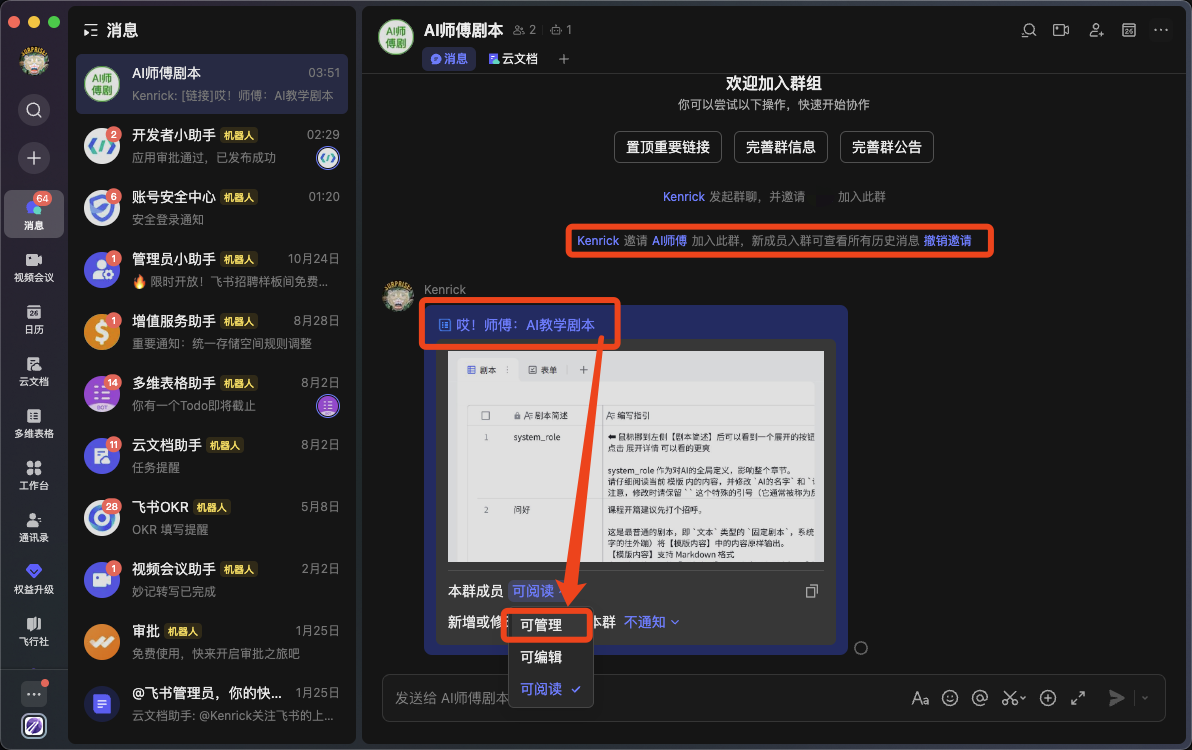 64
消息
视频会议
26
日历
云文档
多维表格
工作台
通讯录
权益升级
飞行社
消息
AI师
傅剧
AI师傅剧本
03:51
Kenrick: [链接]哎！师傅：AI教学剧本
2
开发者小助手 机器人
02:29
应用审批通过，已发布成功
6
账号安全中心 机器人
01:20
安全登录通知
1
管理员小助手 机器人
10月24日
🔥 限时开放！飞书招聘样板间免费...
1
增值服务助手 机器人
8月28日
重要通知：统一存储空间规则调整
14
BOT
多维表格助手 机器人
8月2日
你有一个Todo即将截止
11
云文档助手 机器人
8月2日
任务提醒
28
飞书OKR 机器人
5月8日
OKR 填写提醒
1
视频会议助手 机器人
2月2日
妙记转写已完成
审批 机器人
1月25日
免费使用，快来开启审批之旅吧
@飞书管理员，你的快...
1月25日
云文档助手: @Kenrick关注飞书的上...
AI师
傅剧
AI师傅剧本 2 1
26
消息 云文档
欢迎加入群组
你可以尝试以下操作，快速开始协作
置顶重要链接 完善群信息 完善群公告
Kenrick 发起群聊，并邀请 加入此群
Kenrick 邀请 AI师傅 加入此群，新成员入群可查看所有历史消息 撤销邀请
Kenrick
哎！师傅：AI教学剧本
剧本 表单
剧本简述 编写指引
1 system_role
⬅ 鼠标挪到左侧【剧本简述】后可以看到一个展开的按钮
点击 展开详情 可以看的更爽
system_role 作为对AI的全局定义，影响整个章节。
请仔细阅读当前 模版 内的内容，并修改 `AI的名字` 和
注意，修改时请保留 ` ` 这个特殊的引号（它通常被称为
2 问好
课程开篇建议先打个招呼。
这是最普通的剧本，即 `文本` 类型的 `固定剧本`，系统
字的往外蹦）将【模版内容】中的内容原样输出。
【模版内容】支持 Markdown 格式
本群成员 可阅读
新增或修 本群 不通知
可管理
可编辑
可阅读
发送给 AI师傅剧本
Aa